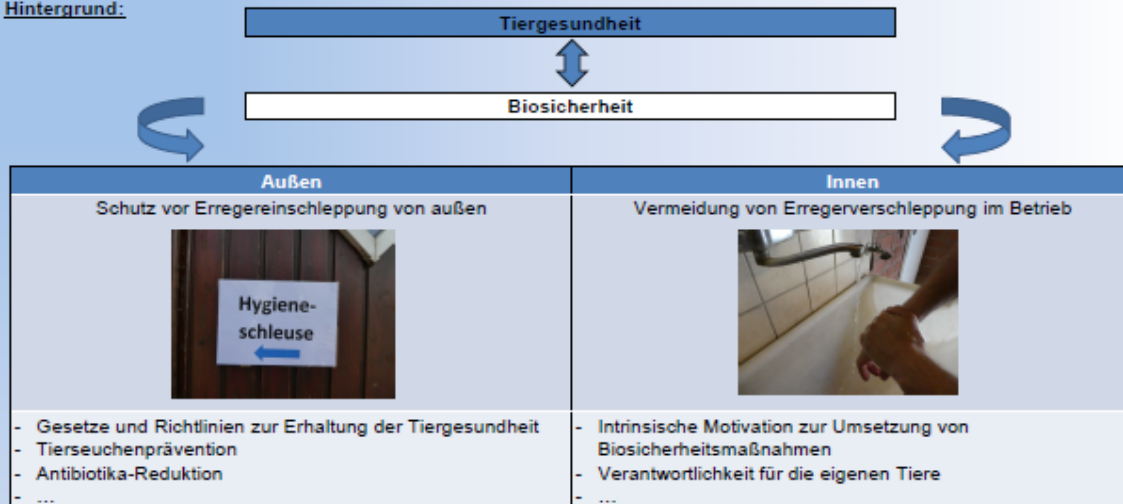 Hintergrund:
Tiergesundheit
Biosicherheit
Außen
Innen
Schutz vor Erregereinschleppung von außen
Vermeidung von Erregerverschleppung im Betrieb
Hygiene-
schleuse
- Gesetze und Richtlinien zur Erhaltung der Tiergesundheit
- Tierseuchenprävention
- Antibiotika-Reduktion
- ...
- Intrinsische Motivation zur Umsetzung von
Biosicherheitsmaßnahmen
- Verantwortlichkeit für die eigenen Tiere
- ...